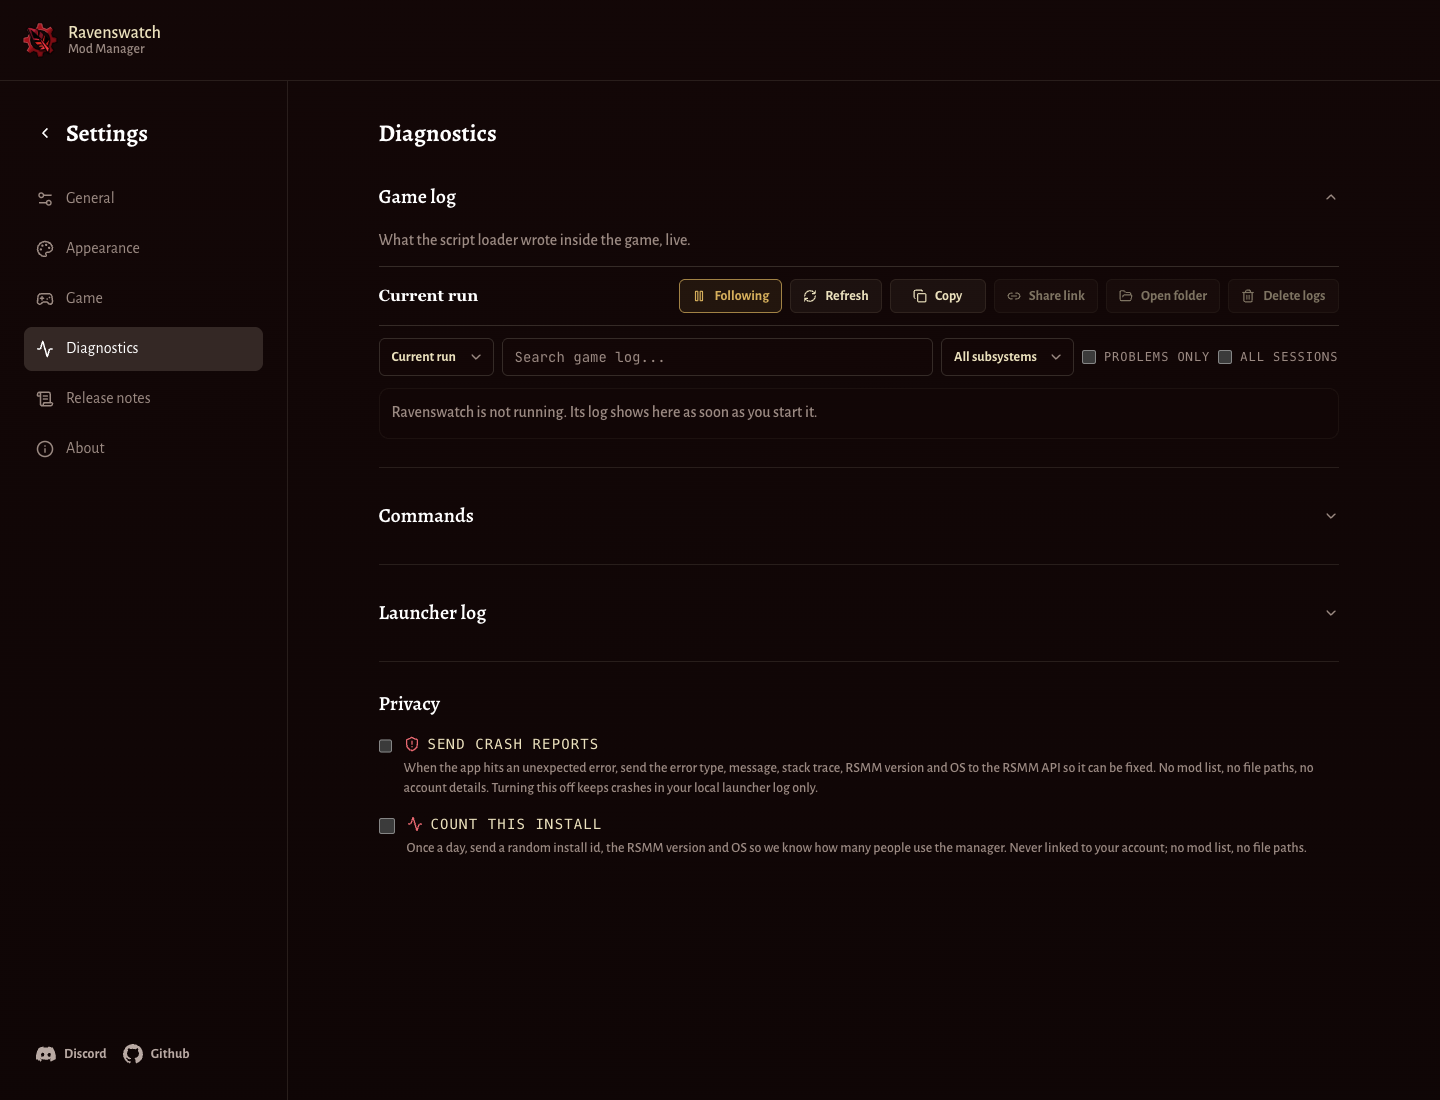 Ravenswatch
Mod Manager
Settings
General
Appearance
Game
Diagnostics
Release notes
About
Discord
Github
Diagnostics
Game log
What the script loader wrote inside the game, live.
Current run
Following
Refresh
Copy
Share link
Open folder
Delete logs
Current run
Search game log...
All subsystems
PROBLEMS ONLY
ALL SESSIONS
Ravenswatch is not running. Its log shows here as soon as you start it.
Commands
Launcher log
Privacy
SEND CRASH REPORTS
When the app hits an unexpected error, send the error type, message, stack trace, RSMM version and OS to the RSMM API so it can be fixed. No mod list, no file paths, no
account details. Turning this off keeps crashes in your local launcher log only.
COUNT THIS INSTALL
Once a day, send a random install id, the RSMM version and OS so we know how many people use the manager. Never linked to your account; no mod list, no file paths.